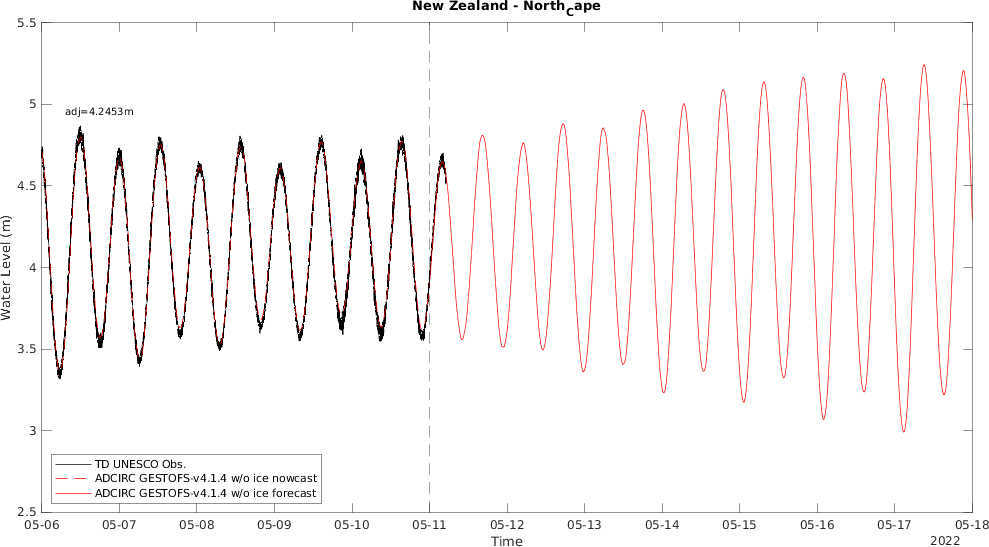 New Zealand - NorthCape
5.5
5
4.5
4
3.5
3
2.5
Water Level (m)
adj=4.2453m
TD UNESCO Obs.
ADCIRC GESTOFS-v4.1.4 w/o ice nowcast
ADCIRC GESTOFS-v4.1.4 w/o ice forecast
05-06 05-07 05-08 05-09 05-10 05-11 05-12 05-13 05-14 05-15 05-16 05-17 05-18
Time
2022